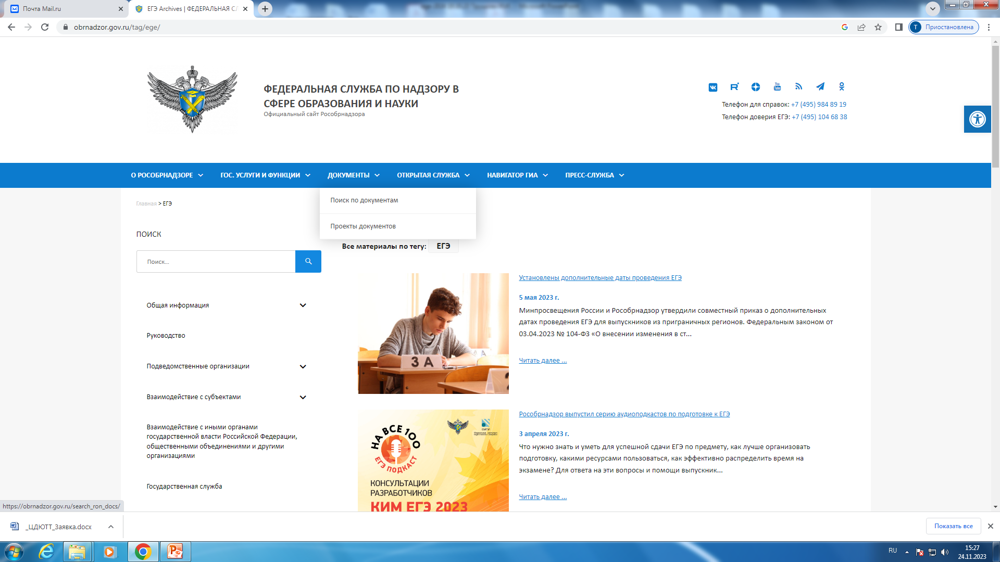 Почта Mail.ru
ЕГЭ Archives | ФЕДЕРАЛЬНАЯ С
obrnadzor.gov.ru/tag/ege/
Т Приостановлена
ФЕДЕРАЛЬНАЯ СЛУЖБА ПО НАДЗОРУ В
СФЕРЕ ОБРАЗОВАНИЯ И НАУКИ
Официальный сайт Рособрнадзора
You Tube
Телефон для справок: +7 (495) 984 89 19
Телефон доверия ЕГЭ: +7 (495) 104 68 38
О РОСОБРНАДЗОРЕ ГОС. УСЛУГИ И ФУНКЦИИ ДОКУМЕНТЫ ОТКРЫТАЯ СЛУЖБА НАВИГАТОР ГИА ПРЕСС-СЛУЖБА
Поиск по документам
Проекты документов
Главная > ЕГЭ
ПОИСК
Поиск...
Общая информация
Руководство
Подведомственные организации
Взаимодействие с субъектами
Взаимодействие с иными органами
государственной власти Российской Федерации,
общественными объединениями и другими
организациями
Государственная служба
Все материалы по тегу: ЕГЭ
3 А
Установлены дополнительные даты проведения ЕГЭ
5 мая 2023 г.
Минпросвещения России и Рособрнадзор утвердили совместный приказ о дополнительных
датах проведения ЕГЭ для выпускников из приграничных регионов. Федеральным законом от
03.04.2023 № 104-ФЗ «О внесении изменения в ст...
Читать далее ...
НА ВСЕ 100
ЕГЭ ПОДКАСТ
ФИПИ
КОНСУЛЬТАЦИИ
РАЗРАБОТЧИКОВ
КИМ ЕГЭ 2023
Рособрнадзор выпустил серию аудиоподкастов по подготовке к ЕГЭ
3 апреля 2023 г.
Что нужно знать и уметь для успешной сдачи ЕГЭ по предмету, как лучше организовать
подготовку, какими ресурсами пользоваться, как эффективно распределить время на
экзамене? Для ответа на эти вопросы и помощи выпускник...
Читать далее ...
https://obrnadzor.gov.ru/search_ron_docs/
_ЦДЮТТ_Заявка.docx
Показать все
RU
15:27
24.11.2023